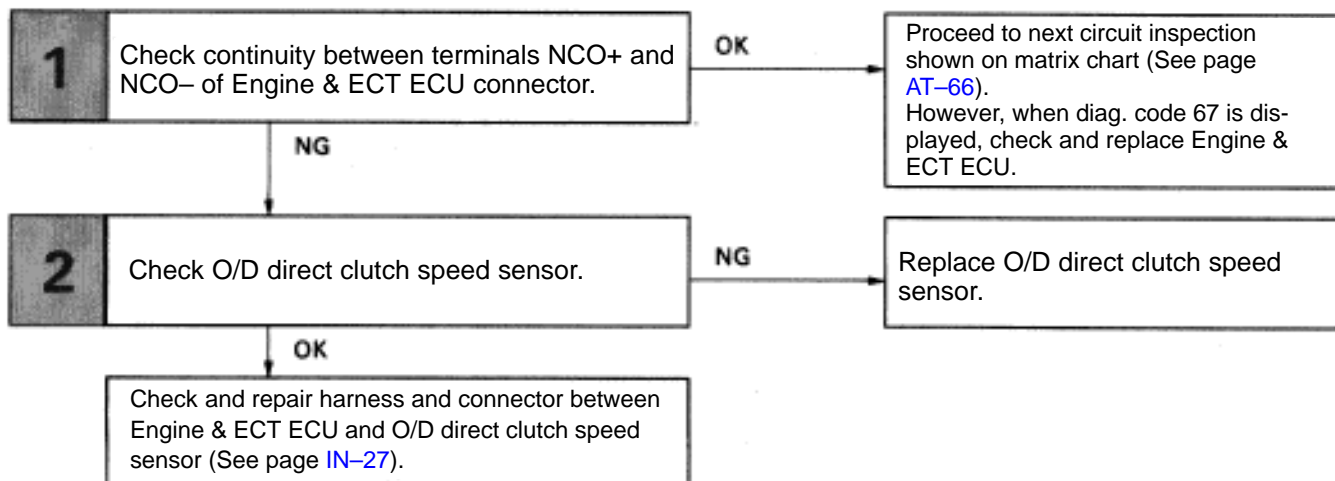 1
Check continuity between terminals NCO+ and
NCO– of Engine & ECT ECU connector.
OK
Proceed to next circuit inspection
shown on matrix chart (See page
AT–66).
However, when diag. code 67 is dis-
played, check and replace Engine &
ECT ECU.
NG
2
Check O/D direct clutch speed sensor.
NG
Replace O/D direct clutch speed
sensor.
OK
Check and repair harness and connector between
Engine & ECT ECU and O/D direct clutch speed
sensor (See page IN–27).